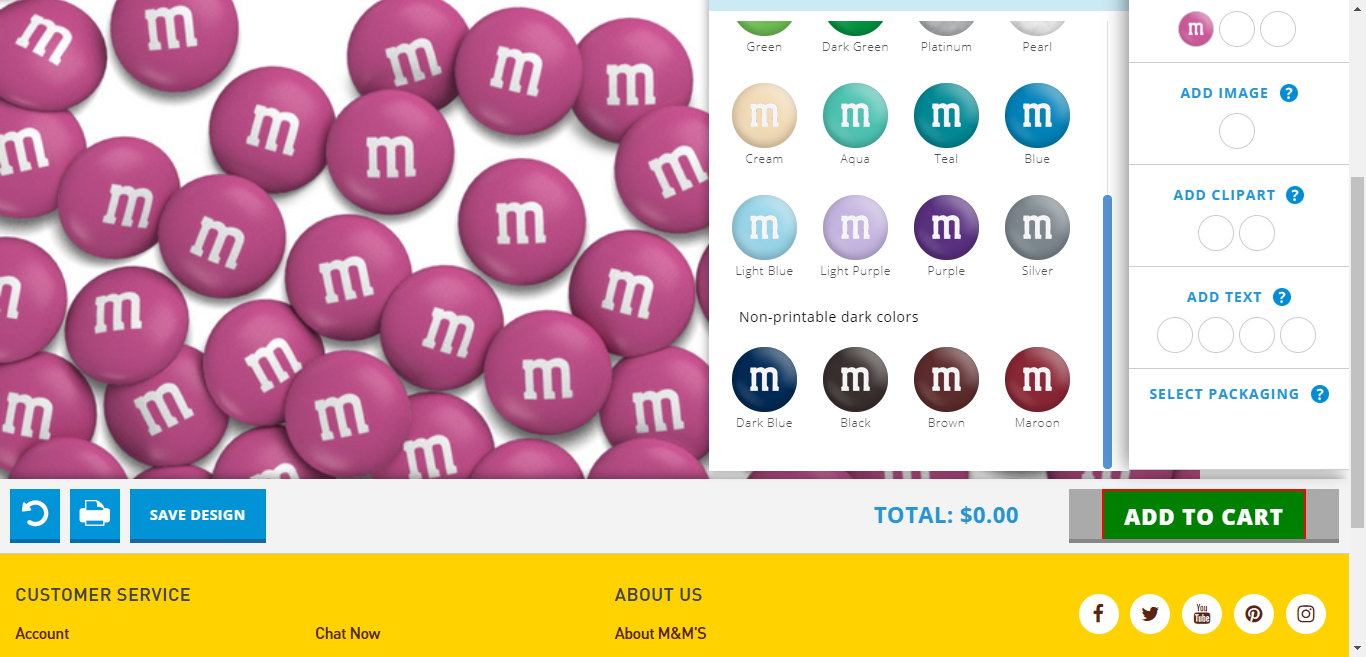 Green
Dark Green
Platinum
Pearl
m
m
m
m
Cream
Aqua
Teal
Blue
m
m
m
m
Light Blue
Light Purple
Purple
Silver
Non-printable dark colors
m
m
m
m
Dark Blue
Black
Brown
Maroon
m
ADD IMAGE ?
ADD CLIPART ?
ADD TEXT ?
SELECT PACKAGING ?
SAVE DESIGN
TOTAL: $0.00
ADD TO CART
CUSTOMER SERVICE
Account
Chat Now
ABOUT US
About M&M'S
You
Tube